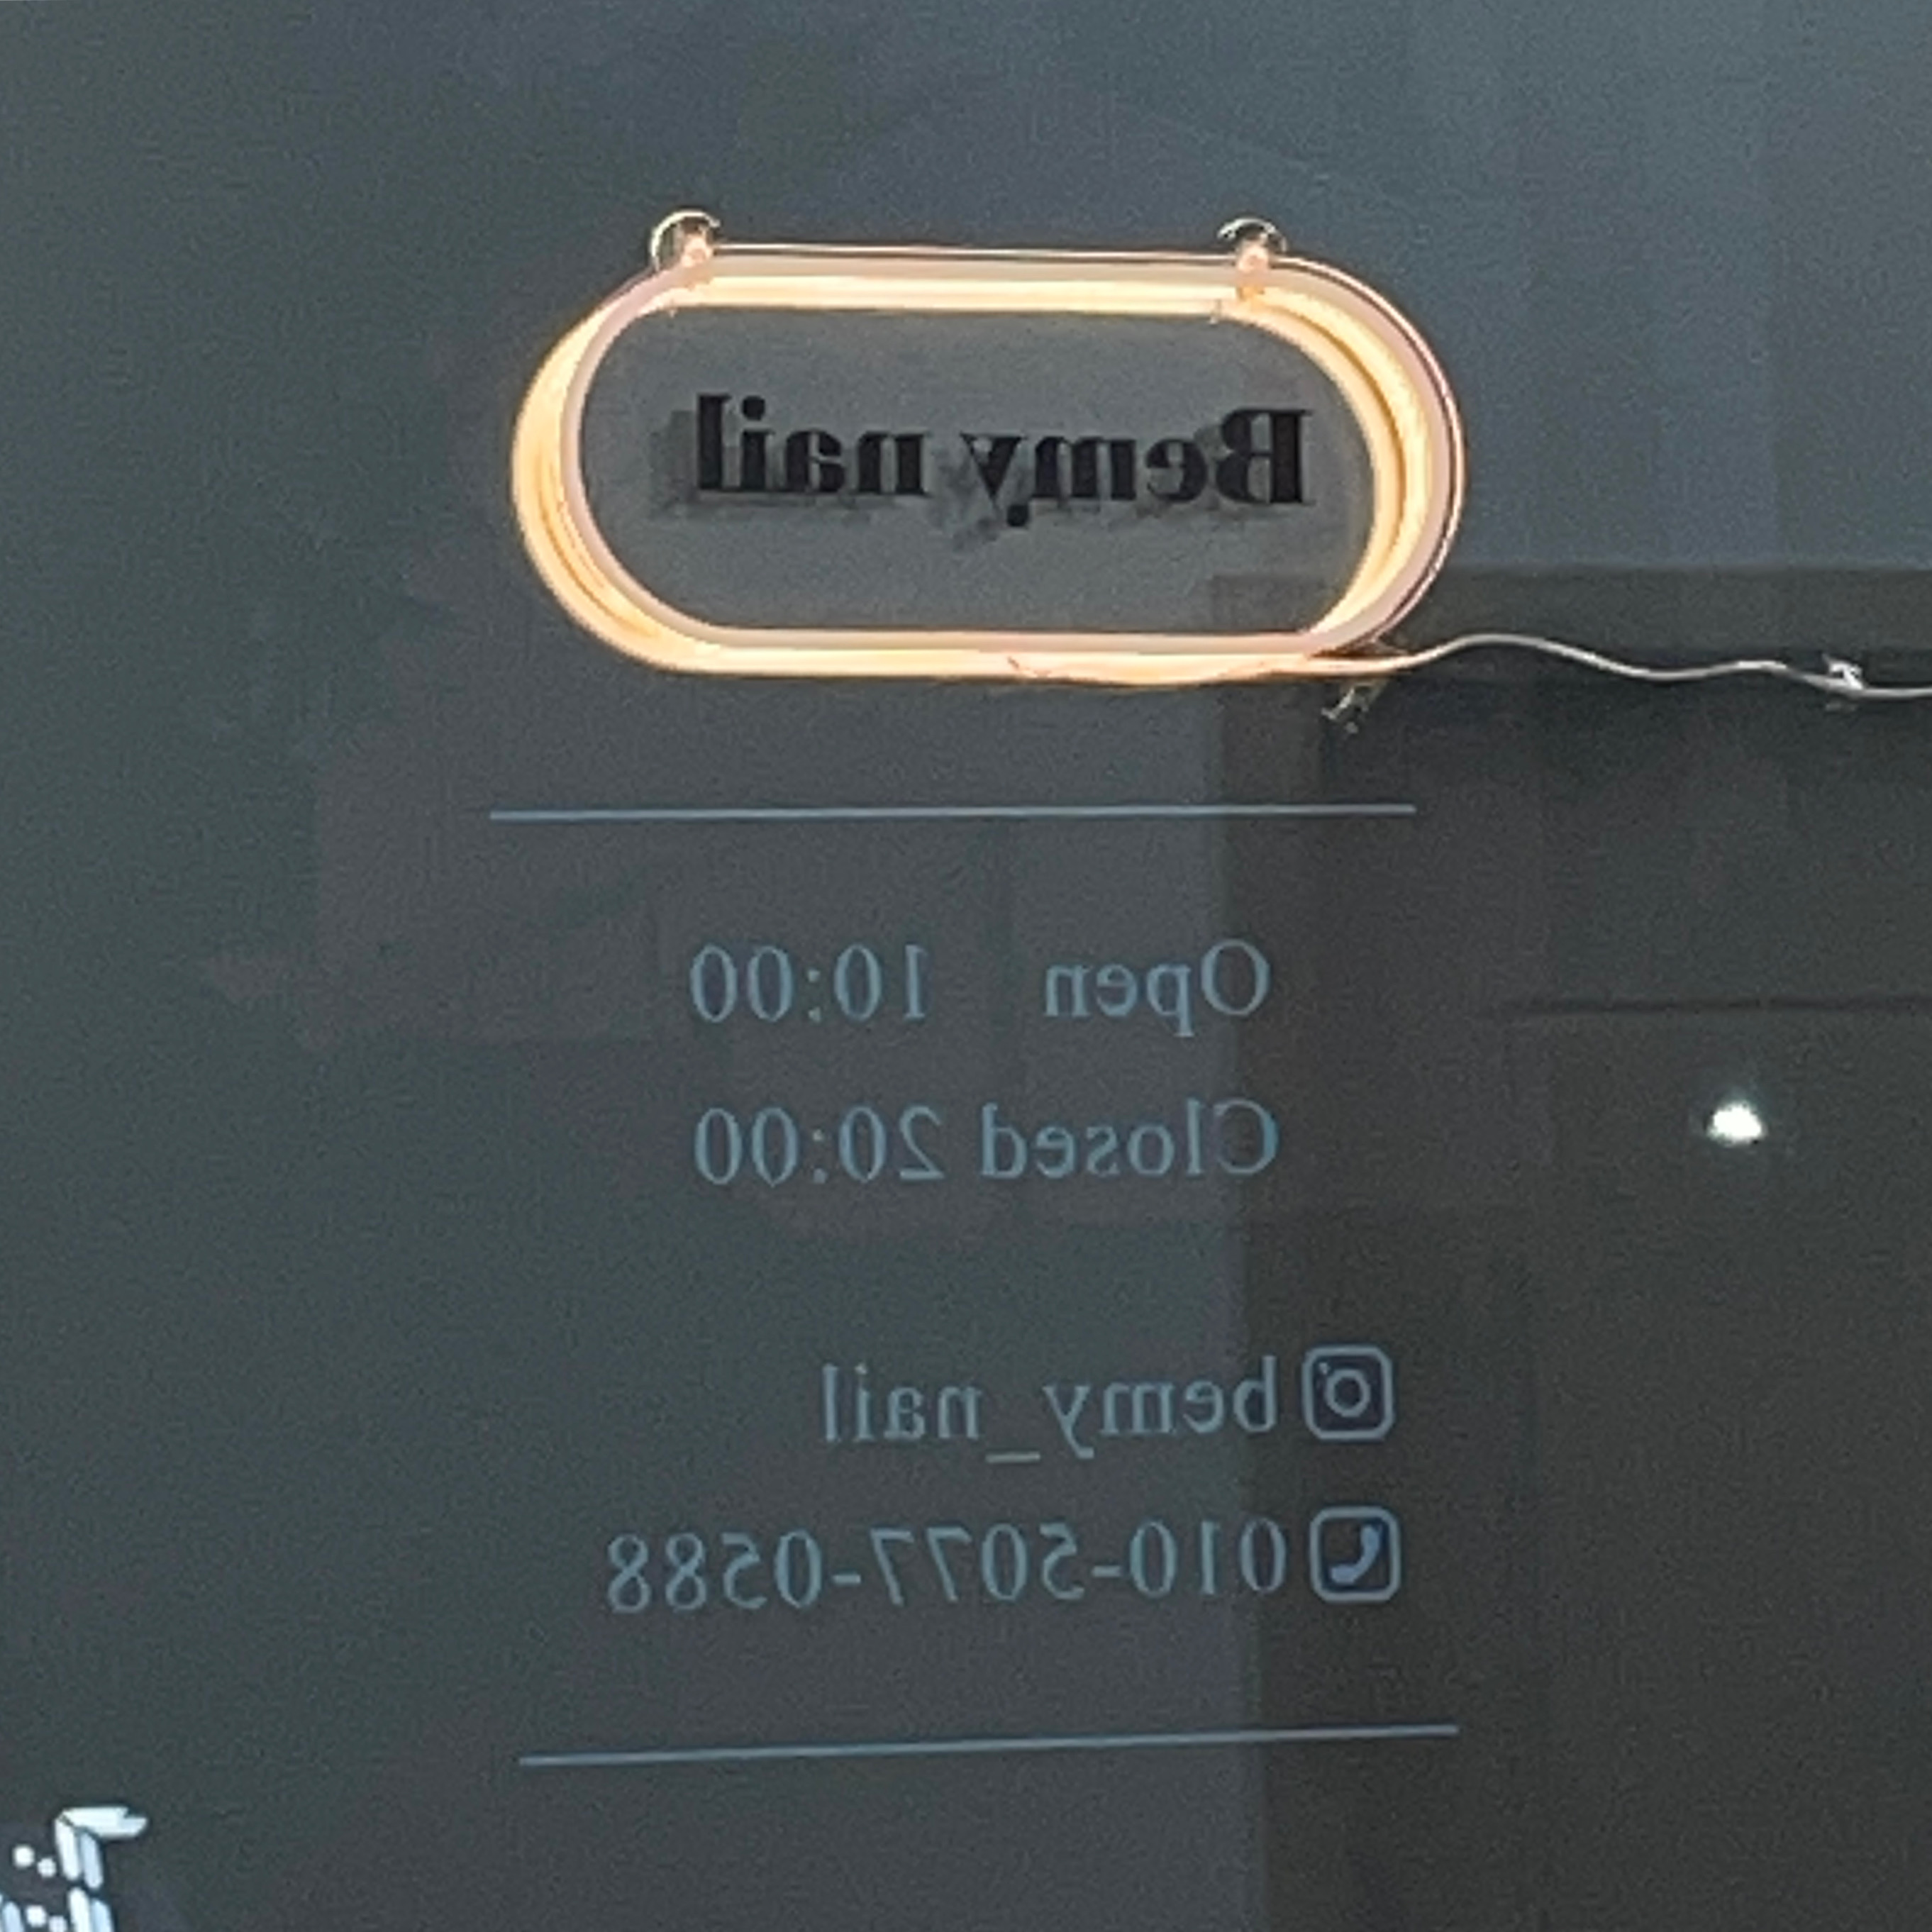 Bemy nail
Open 10:00
Closed 20:00
bemy_nail
010-5077-0588